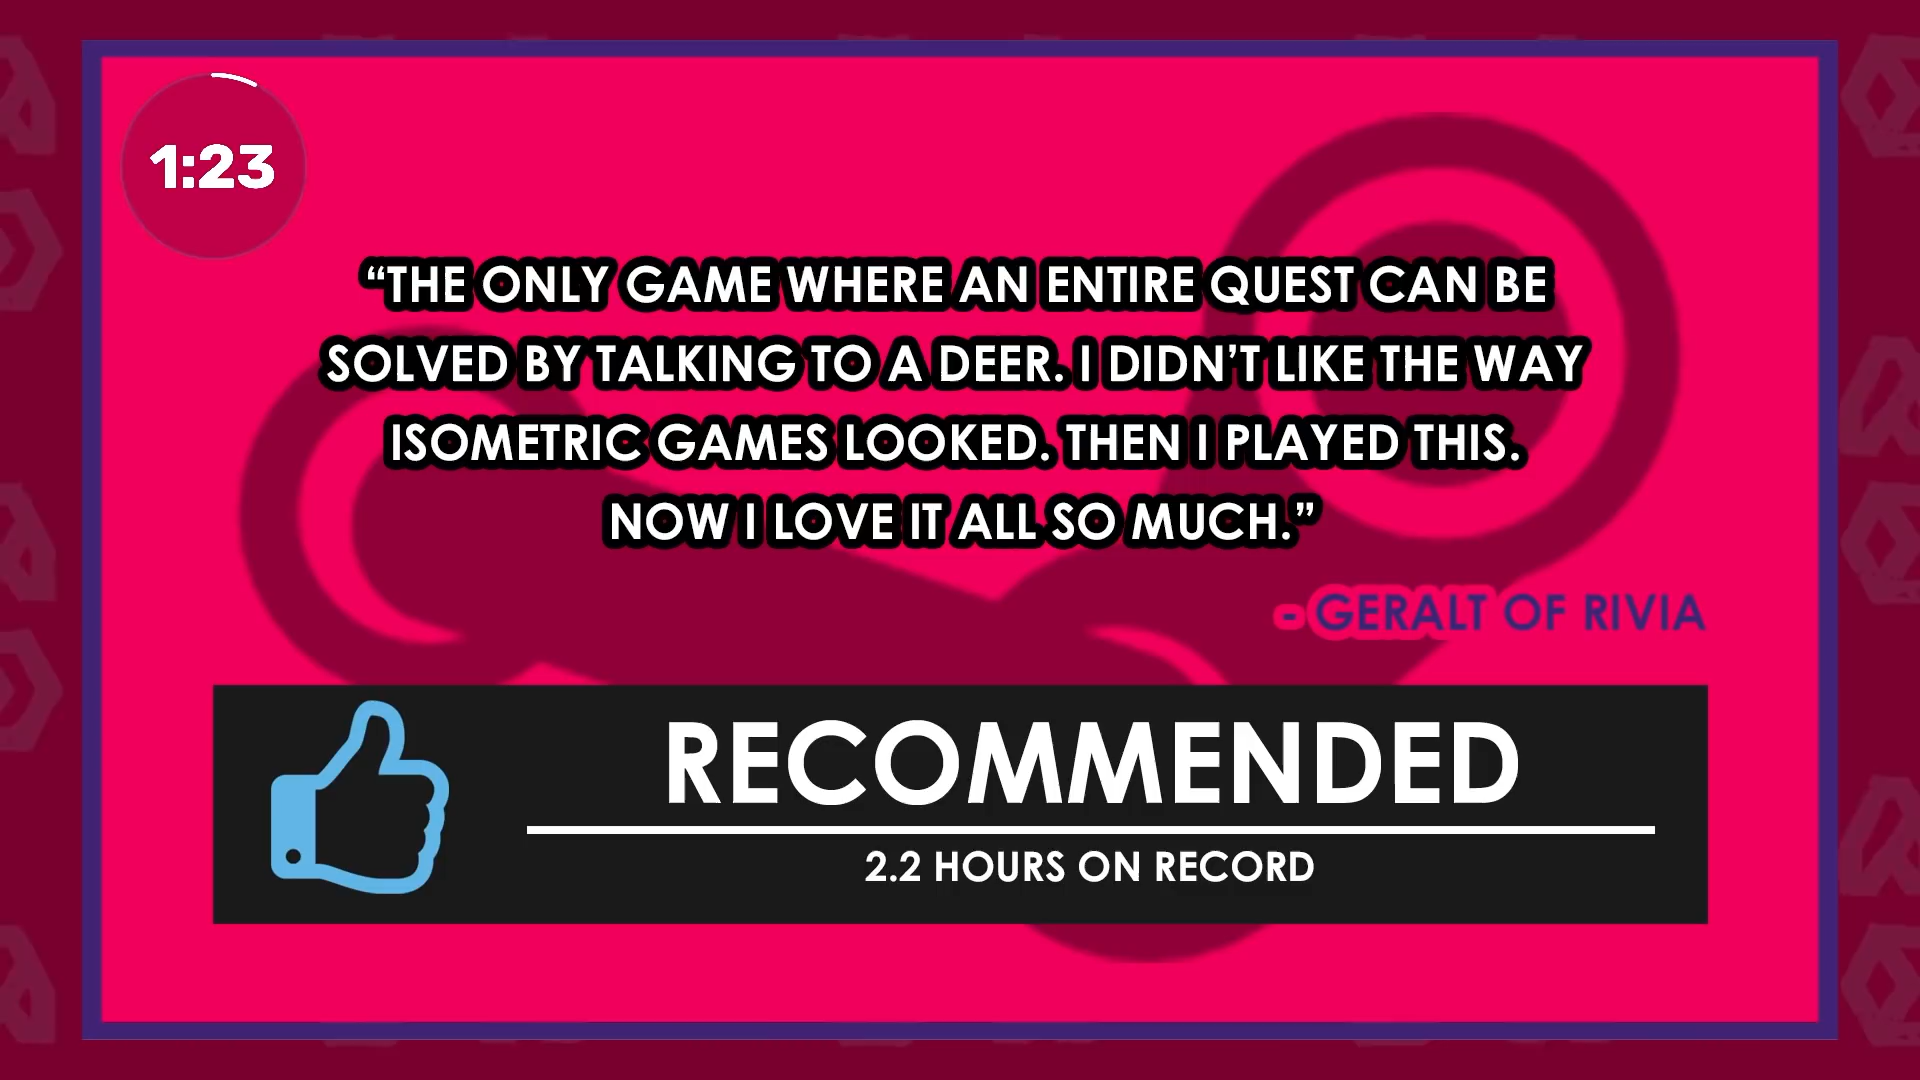 1:23
“THE ONLY GAME WHERE AN ENTIRE QUEST CAN BE
SOLVED BY TALKING TO A DEER. I DIDN’T LIKE THE WAY
ISOMETRIC GAMES LOOKED. THEN I PLAYED THIS.
NOW I LOVE IT ALL SO MUCH.”
- GERALT OF RIVIA
RECOMMENDED
2.2 HOURS ON RECORD